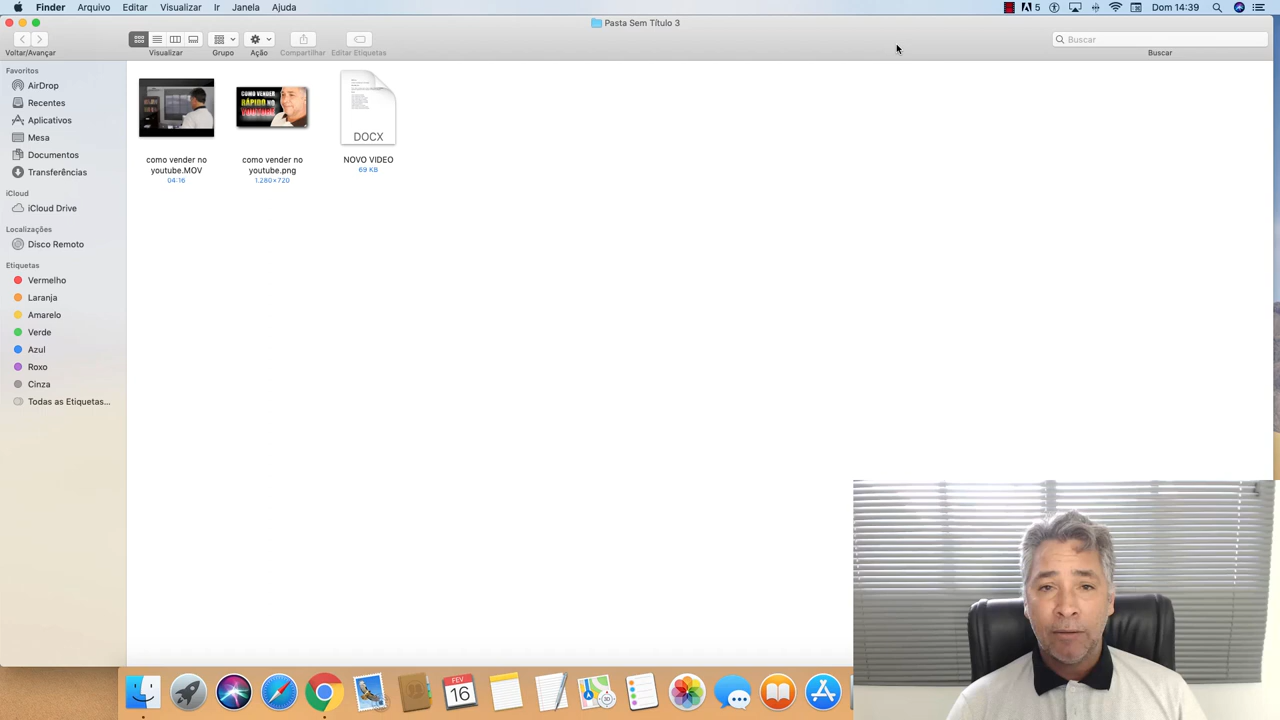 Finder Arquivo Editar Visualizar Ir Janela Ajuda
5 Dom 14:39
Pasta Sem Título 3
Voltar/Avançar Visualizar Grupo Ação Compartilhar Editar Etiquetas
Buscar
Buscar
Favoritos
AirDrop
Recentes
Aplicativos
Mesa
Documentos
Transferências
iCloud
iCloud Drive
Localizações
Disco Remoto
Etiquetas
Vermelho
Laranja
Amarelo
Verde
Azul
Roxo
Cinza
Todas as Etiquetas...
como vender no
youtube.MOV
04:16
COMO VENDER
RÁPIDO NO
YOUTUBE
como vender no
youtube.png
1.280×720
DOCX
NOVO VIDEO
69 KB
FEV
16